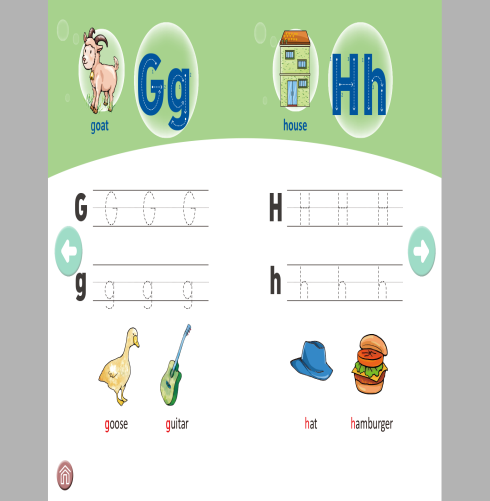 Gg
goat
Hh
house
G G G G
g g g g
goose
guitar
H H H H
h h h h
hat
hamburger